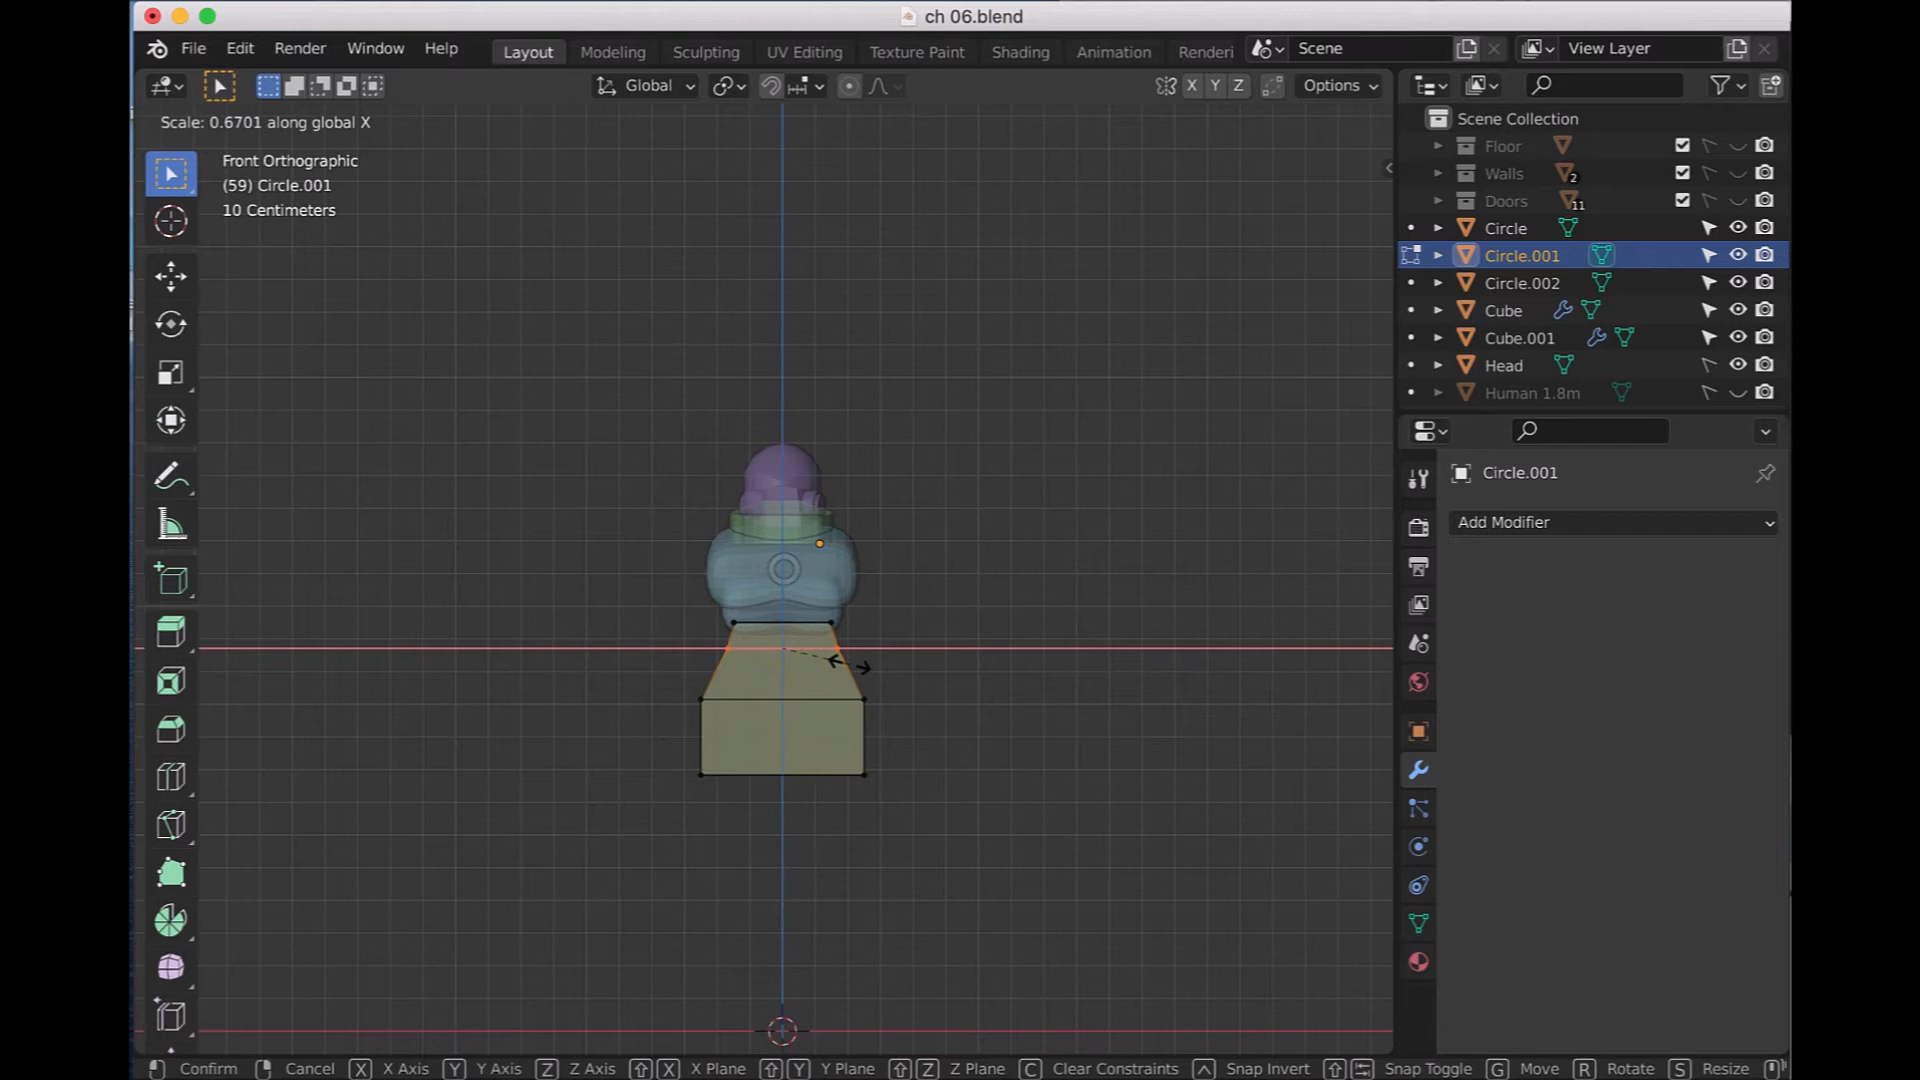 ch 06.blend
File Edit Render Window Help Layout Modeling Sculpting UV Editing Texture Paint Shading Animation Renderi Scene View Layer
Global X Y Z Options
Scale: 0.6701 along global X
Front Orthographic
(59) Circle.001
10 Centimeters
Scene Collection
Floor
Walls 2
Doors 11
Circle
Circle.001
Circle.002
Cube
Cube.001
Head
Human 1.8m
Circle.001
Add Modifier
Confirm Cancel X X Axis Y Y Axis Z Z Axis X X Plane Y Y Plane Z Z Plane C Clear Constraints Snap Invert Snap Toggle G Move R Rotate S Resize